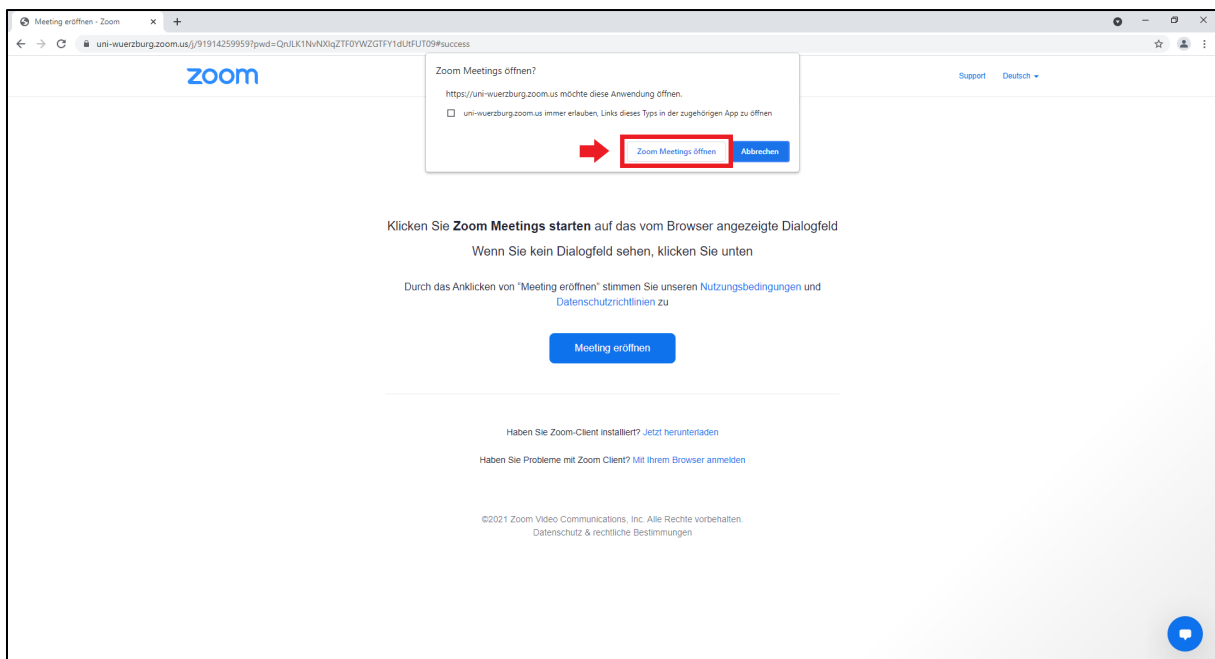 Meeting eröffnen - Zoom
uni-wuerzburg.zoom.us/j/91914259959?pwd=QnJLK1NvNXlqZTF0YWZGTFY1dUtFUT09#success
zoom
Support Deutsch
Zoom Meetings öffnen?
https://uni-wuerzburg.zoom.us möchte diese Anwendung öffnen.
uni-wuerzburg.zoom.us immer erlauben, Links dieses Typs in der zugehörigen App zu öffnen
Zoom Meetings öffnen Abbrechen
Klicken Sie Zoom Meetings starten auf das vom Browser angezeigte Dialogfeld
Wenn Sie kein Dialogfeld sehen, klicken Sie unten
Durch das Anklicken von "Meeting eröffnen" stimmen Sie unseren Nutzungsbedingungen und
Datenschutzrichtlinien zu
Meeting eröffnen
Haben Sie Zoom-Client installiert? Jetzt herunterladen
Haben Sie Probleme mit Zoom Client? Mit Ihrem Browser anmelden
©2021 Zoom Video Communications, Inc. Alle Rechte vorbehalten.
Datenschutz & rechtliche Bestimmungen